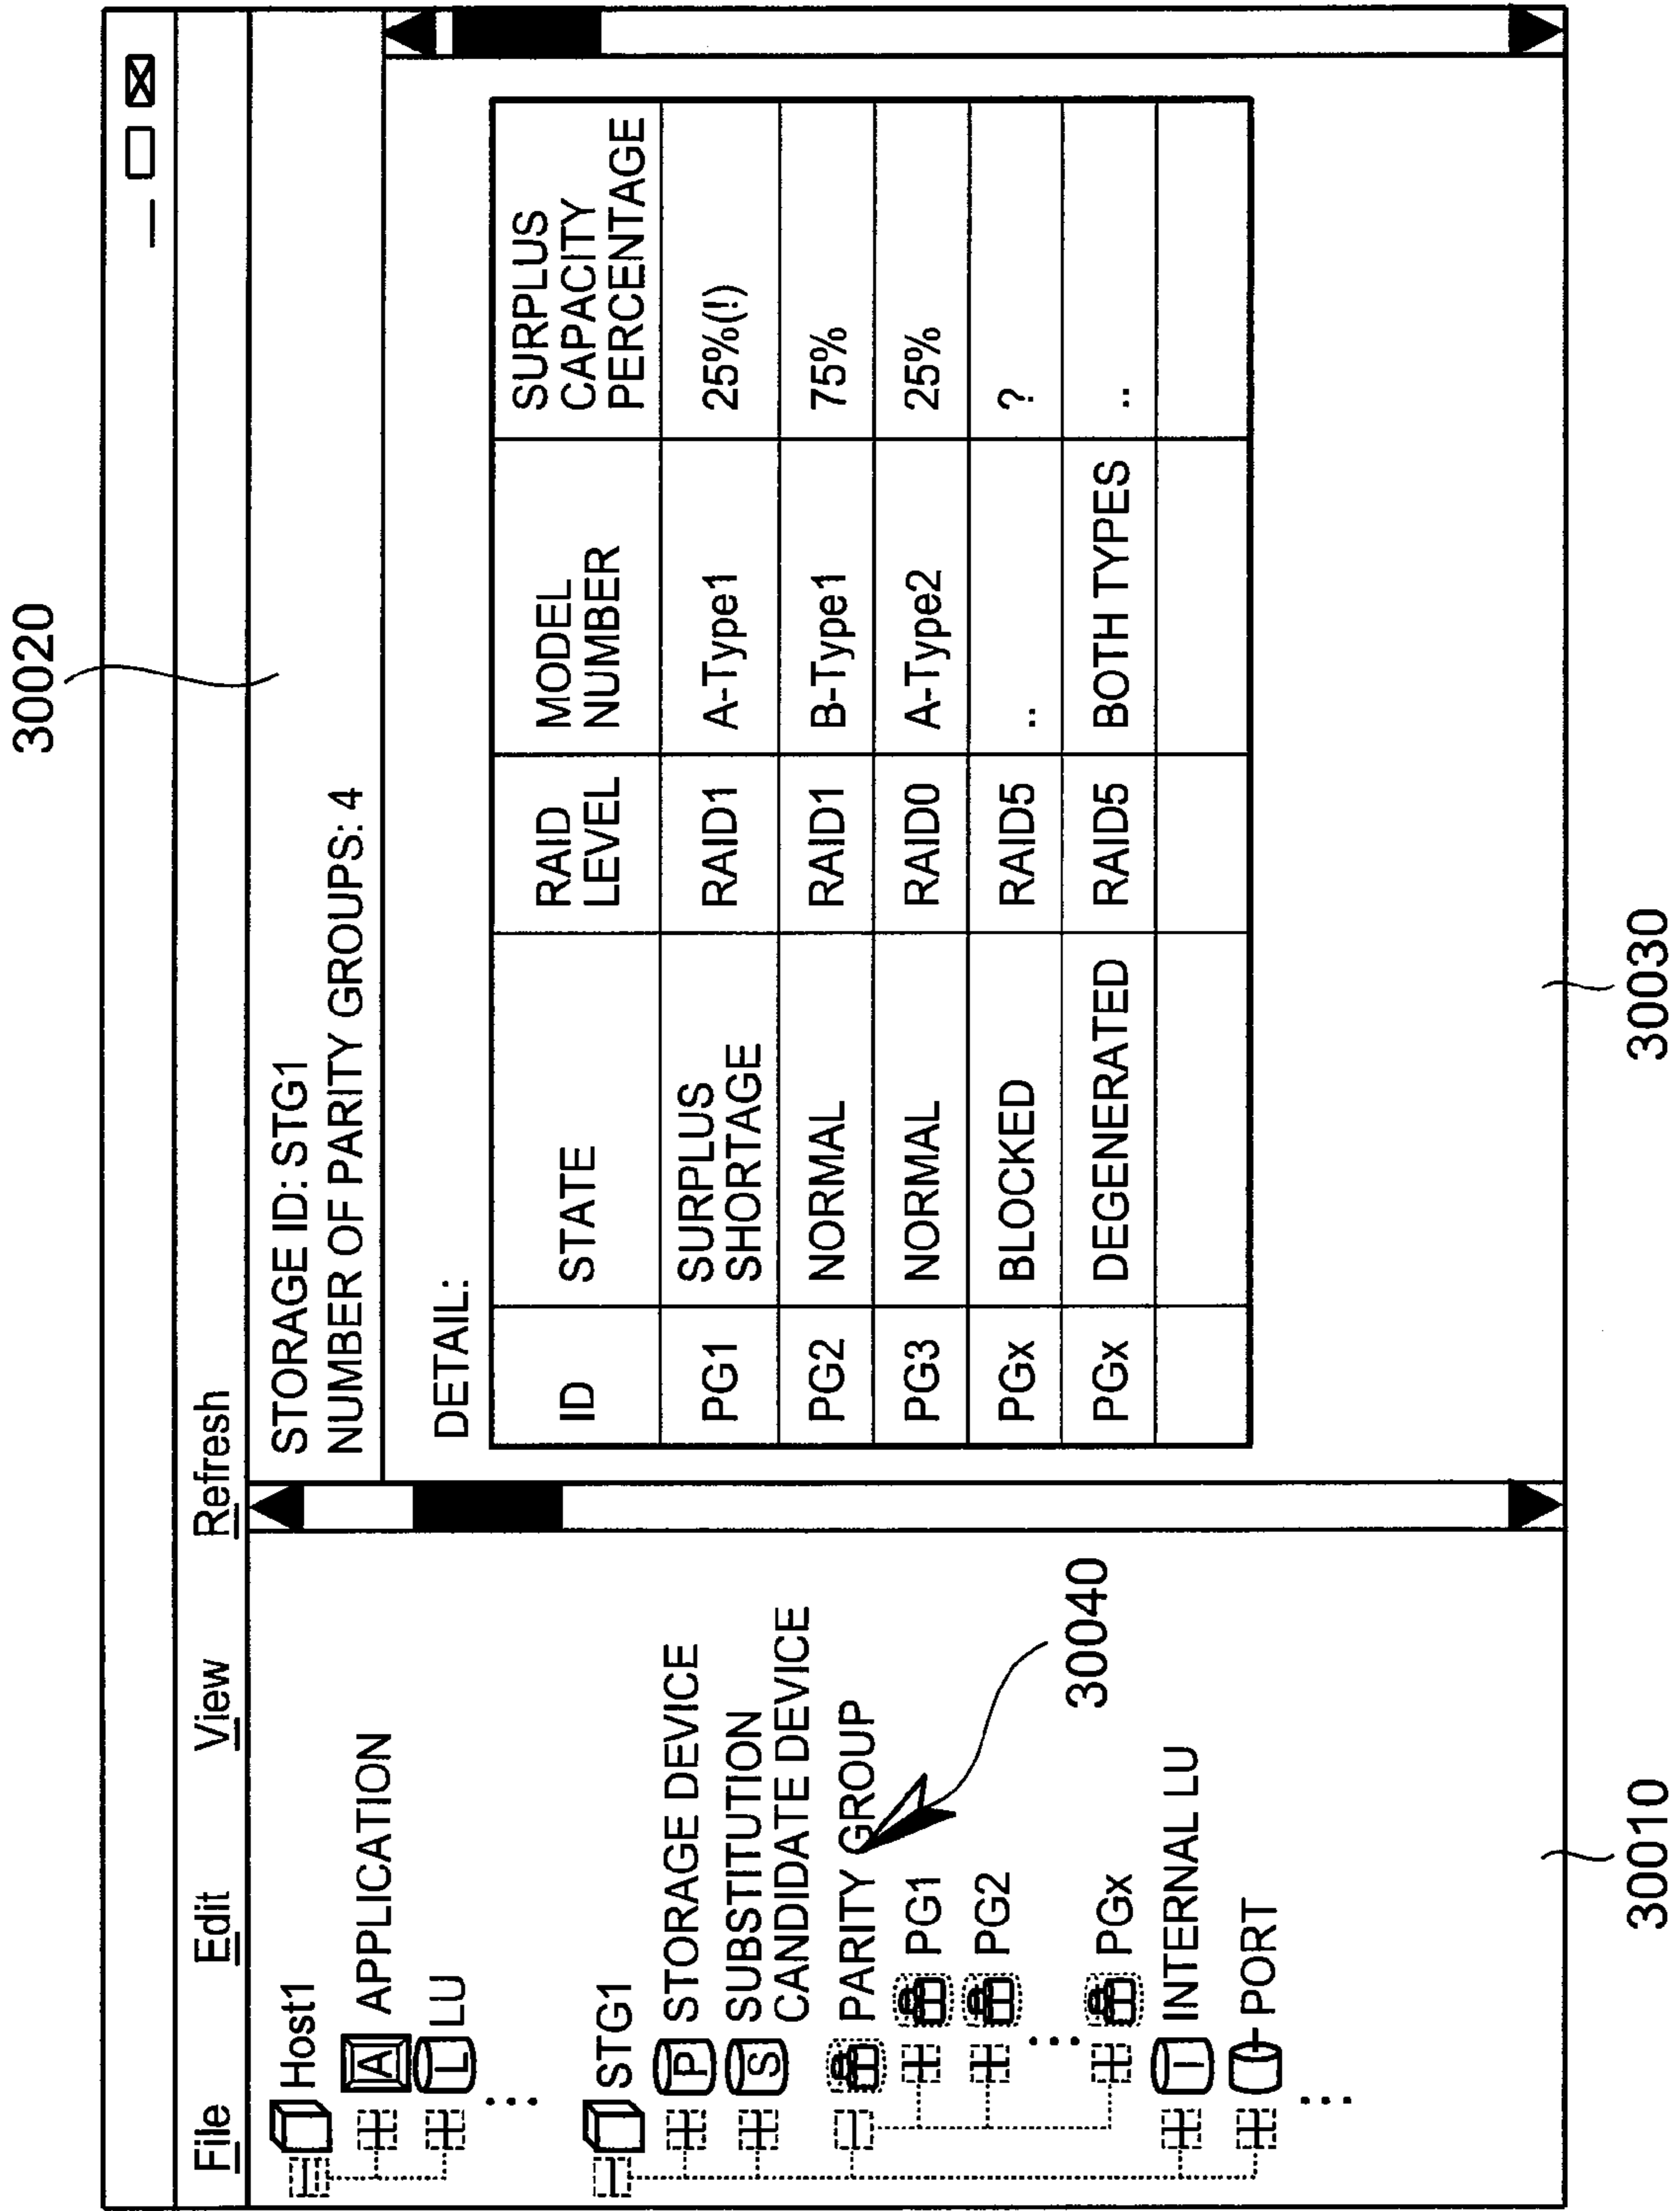 30020
File Edit View Refresh
Host1
A APPLICATION
L LU
...
STG1
P STORAGE DEVICE
S SUBSTITUTION
CANDIDATE DEVICE
PARITY GROUP
PG1
PG2
...
PGx
I INTERNAL LU
PORT
...
30040
STORAGE ID: STG1
NUMBER OF PARITY GROUPS: 4
DETAIL:
ID STATE RAID LEVEL MODEL NUMBER SURPLUS CAPACITY PERCENTAGE
PG1 SURPLUS SHORTAGE RAID1 A-Type1 25%(!)
PG2 NORMAL RAID1 B-Type1 75%
PG3 NORMAL RAID0 A-Type2 25%
PGx BLOCKED RAID5 .. ?
PGx DEGENERATED RAID5 BOTH TYPES ..
30010
30030